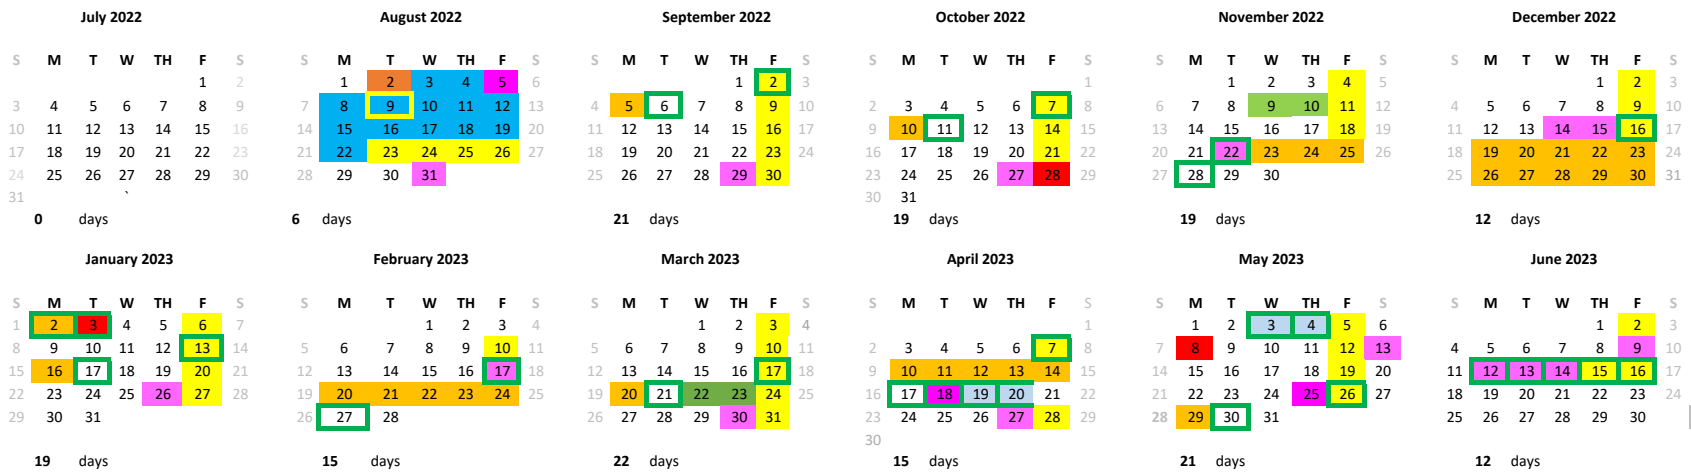 July 2022 August 2022 September 2022 October 2022 November 2022 December 2022
S M T W TH F S S M T W TH F S S M T W TH F S S M T W TH F S S M T W TH F S S M T W TH F S
1 2 1 2 3 4 5 6 1 2 3 1 1 2 3 4 5 1 2 3
3 4 5 6 7 8 9 7 8 9 10 11 12 13 4 5 6 7 8 9 10 2 3 4 5 6 7 8 6 7 8 9 10 11 12 4 5 6 7 8 9 10
10 11 12 13 14 15 16 14 15 16 17 18 19 20 11 12 13 14 15 16 17 9 10 11 12 13 14 15 13 14 15 16 17 18 19 11 12 13 14 15 16 17
17 18 19 20 21 22 23 21 22 23 24 25 26 27 18 19 20 21 22 23 24 16 17 18 19 20 21 22 20 21 22 23 24 25 26 18 19 20 21 22 23 24
24 25 26 27 28 29 30 28 29 30 31 25 26 27 28 29 30 23 24 25 26 27 28 29 27 28 29 30 25 26 27 28 29 30 31
31 ` 30 31
0 days 6 days 21 days 19 days 19 days 12 days
January 2023 February 2023 March 2023 April 2023 May 2023 June 2023
S M T W TH F S S M T W TH F S S M T W TH F S S M T W TH F S S M T W TH F S S M T W TH F S
1 2 3 4 5 6 7 1 2 3 4 1 2 3 4 1 1 2 3 4 5 6 1 2 3
8 9 10 11 12 13 14 5 6 7 8 9 10 11 5 6 7 8 9 10 11 2 3 4 5 6 7 8 7 8 9 10 11 12 13 4 5 6 7 8 9 10
15 16 17 18 19 20 21 12 13 14 15 16 17 18 12 13 14 15 16 17 18 9 10 11 12 13 14 15 14 15 16 17 18 19 20 11 12 13 14 15 16 17
22 23 24 25 26 27 28 19 20 21 22 23 24 25 19 20 21 22 23 24 25 16 17 18 19 20 21 22 21 22 23 24 25 26 27 18 19 20 21 22 23 24
29 30 31 26 27 28 26 27 28 29 30 31 23 24 25 26 27 28 29 28 29 30 31 25 26 27 28 29 30
30
19 days 15 days 22 days 15 days 21 days 12 days